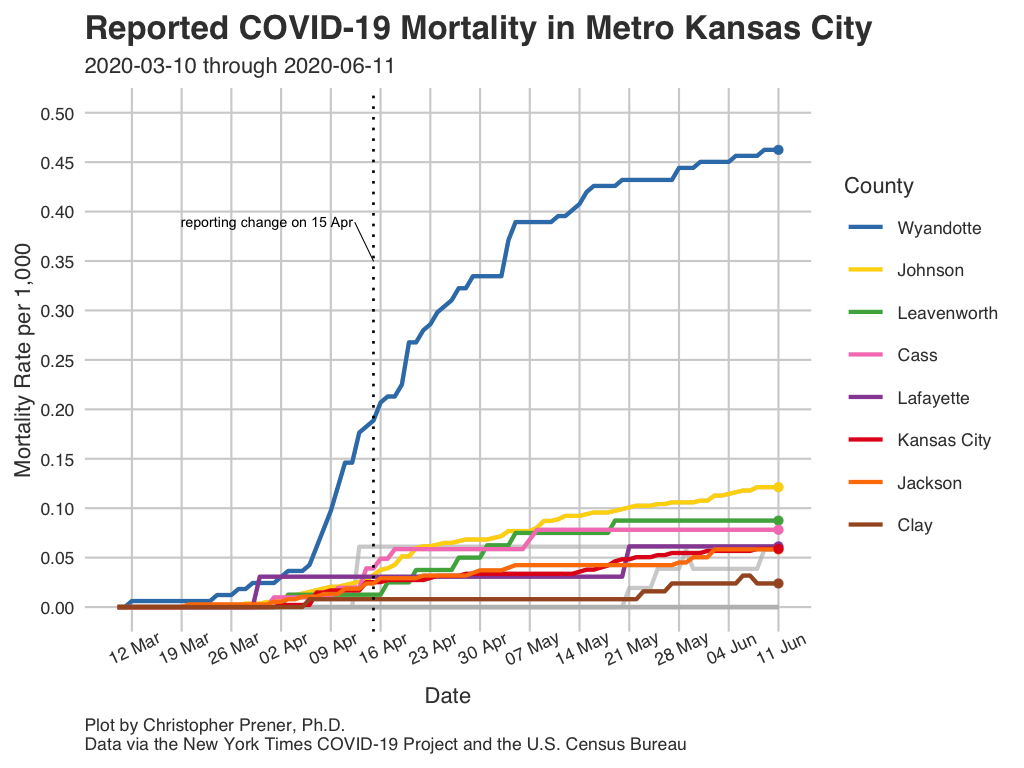 Reported COVID-19 Mortality in Metro Kansas City
2020-03-10 through 2020-06-11
Mortality Rate per 1,000
0.50
0.45
0.40
0.35
0.30
0.25
0.20
0.15
0.10
0.05
0.00
reporting change on 15 Apr
12 Mar
19 Mar
26 Mar
02 Apr
09 Apr
16 Apr
23 Apr
30 Apr
07 May
14 May
21 May
28 May
04 Jun
11 Jun
Date
County
Wyandotte
Johnson
Leavenworth
Cass
Lafayette
Kansas City
Jackson
Clay
Plot by Christopher Prener, Ph.D.
Data via the New York Times COVID-19 Project and the U.S. Census Bureau